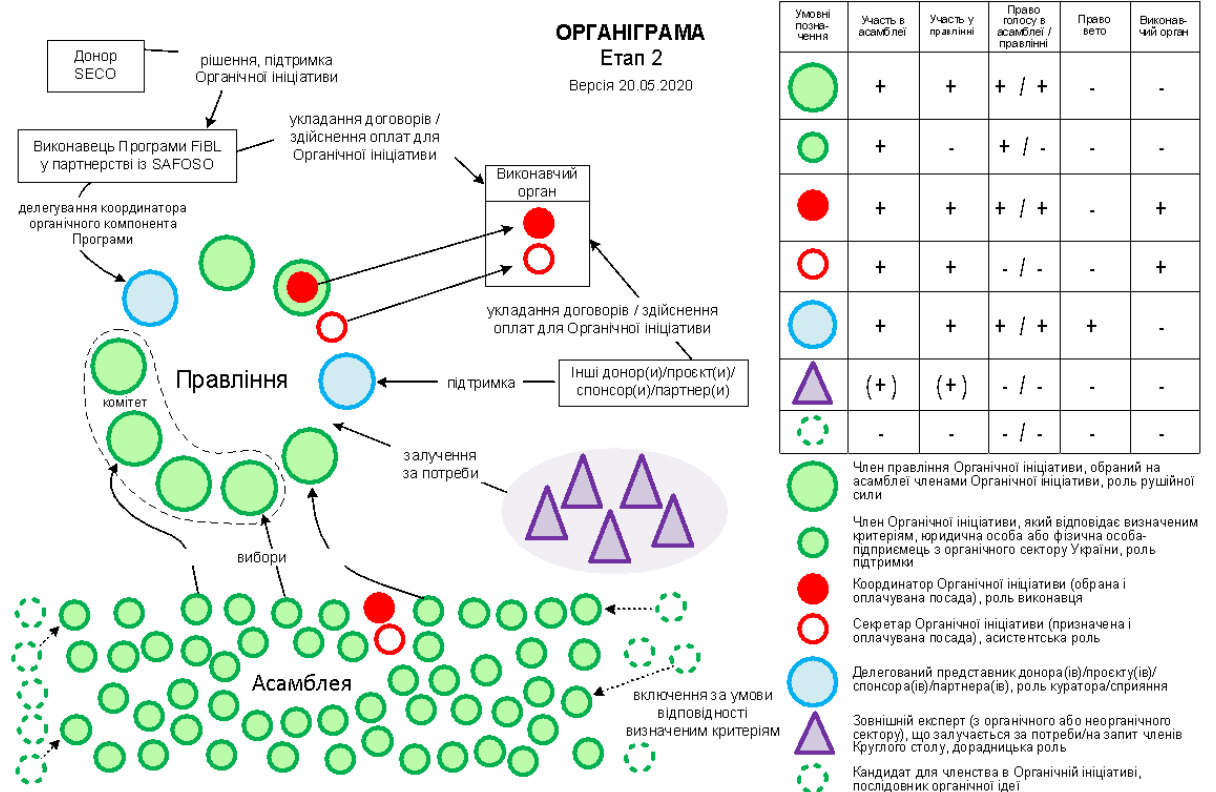 ОРГАНІГРАМА
Етап 2
Версія 20.05.2020
Донор
SECO
рішення, підтримка
Органічної ініціативи
Виконавець Програми FiBL
у партнерстві із SAFOSO
укладання договорів /
здійснення оплат для
Органічної ініціативи
Виконавчий
орган
делегування координатора
органічного компонента
Програми
укладання договорів / здійснення
оплат для Органічної ініціативи
Правління
комітет
підтримка
Інші донор(и)/проєкт(и)/
спонсор(и)/партнер(и)
залучення
за потреби
вибори
Асамблея
включення за умови
відповідності
визначеним критеріям
Умовні
позна-
чення
Участь в
асамблеї
Участь у
правлінні
Право
голосу в
асамблеї /
правлінні
Право
вето
Виконав-
чий орган
+ + + / + - -
+ - + / - - -
+ + + / + - +
+ + - / - - +
+ + + / + + -
(+) (+) - / - - -
- - - / - - -
Член правління Органічної ініціативи, обраний на
асамблеї членами Органічної ініціативи, роль рушійної
сили
Член Органічної ініціативи, який відповідає визначеним
критеріям, юридична особа або фізична особа-
підприємець з органічного сектору України, роль
підтримки
Координатор Органічної ініціативи (обрана і
оплачувана посада), роль виконавця
Секретар Органічної ініціативи (призначена і
оплачувана посада), асистентська роль
Делегований представник донора(ів)/проєкту(ів)/
спонсора(ів)/партнера(ів), роль куратора/сприяння
Зовнішній експерт (з органічного або неорганічного
сектору), що залучається за потреби/на запит членів
Круглого столу, дорадницька роль
Кандидат для членства в Органічній ініціативі,
послідовник органічної ідеї